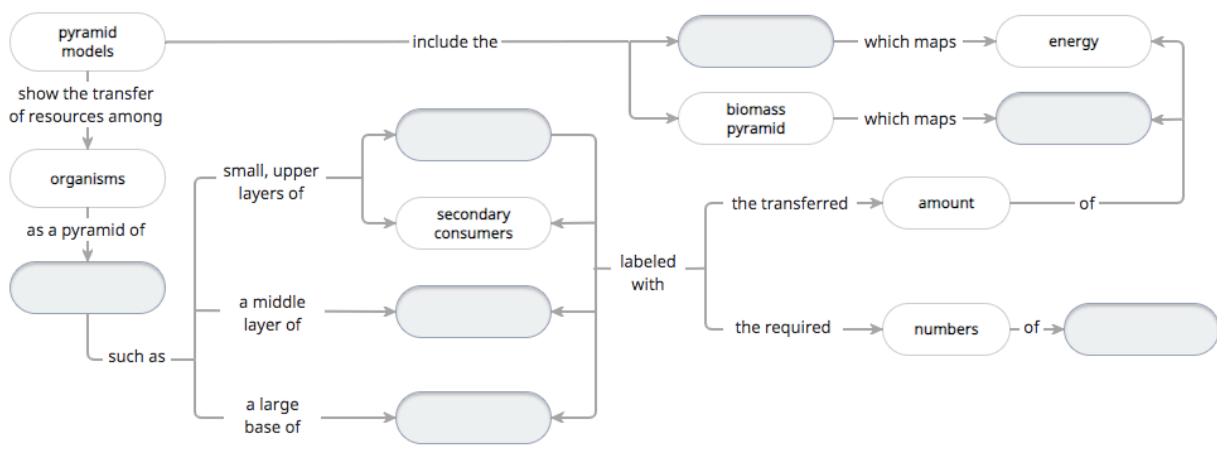 pyramid
models
include the
which maps
energy
show the transfer
of resources among
biomass
pyramid
which maps
organisms
small, upper
layers of
secondary
consumers
the transferred
amount
of
as a pyramid of
labeled
with
a middle
layer of
the required
numbers
of
such as
a large
base of